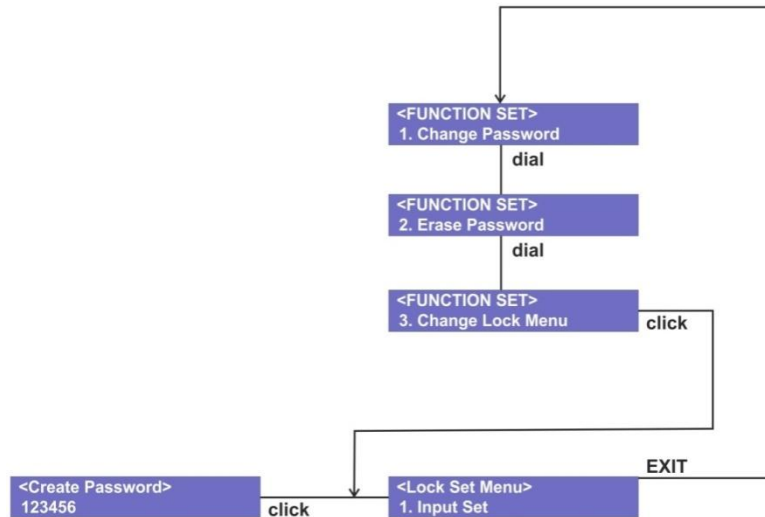 <FUNCTION SET>
1. Change Password
dial
<FUNCTION SET>
2. Erase Password
dial
<FUNCTION SET>
3. Change Lock Menu
click
EXIT
<Create Password>
123456
click
<Lock Set Menu>
1. Input Set